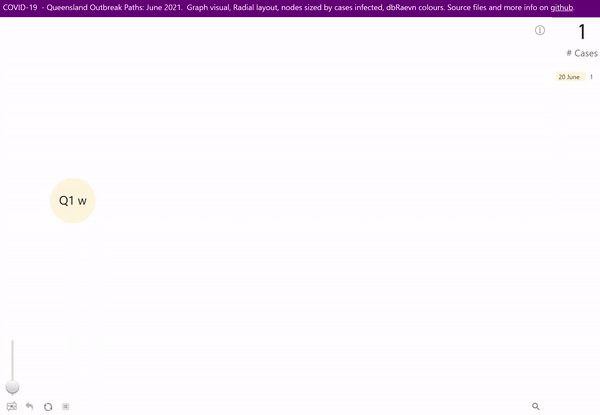 COVID-19 - Queensland Outbreak Paths: June 2021. Graph visual, Radial layout, nodes sized by cases infected, dbRaevn colours. Source files and more info on github.
1
# Cases
20 June 1
Q1 w